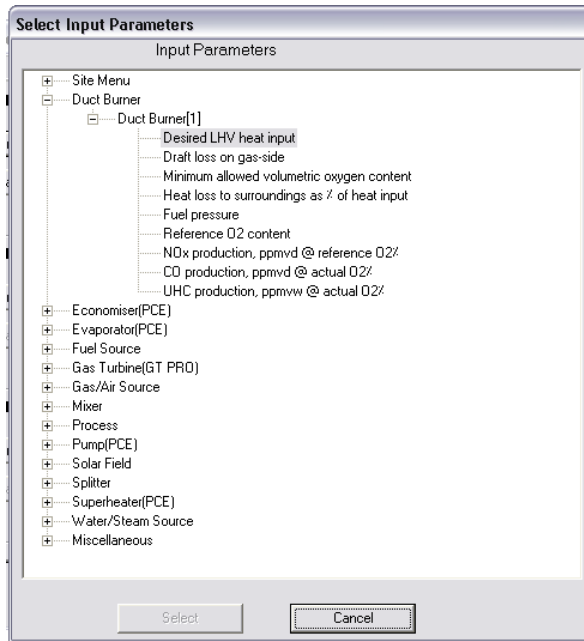 Select Input Parameters
Input Parameters
Site Menu
Duct Burner
Duct Burner[1]
Desired LHV heat input
Draft loss on gas-side
Minimum allowed volumetric oxygen content
Heat loss to surroundings as % of heat input
Fuel pressure
Reference O2 content
NOx production, ppmvd @ reference O2%
CO production, ppmvd @ actual O2%
UHC production, ppmvw @ actual O2%
Economiser(PCE)
Evaporator(PCE)
Fuel Source
Gas Turbine(GT PRO)
Gas/Air Source
Mixer
Process
Pump(PCE)
Solar Field
Splitter
Superheater(PCE)
Water/Steam Source
Miscellaneous
Select
Cancel